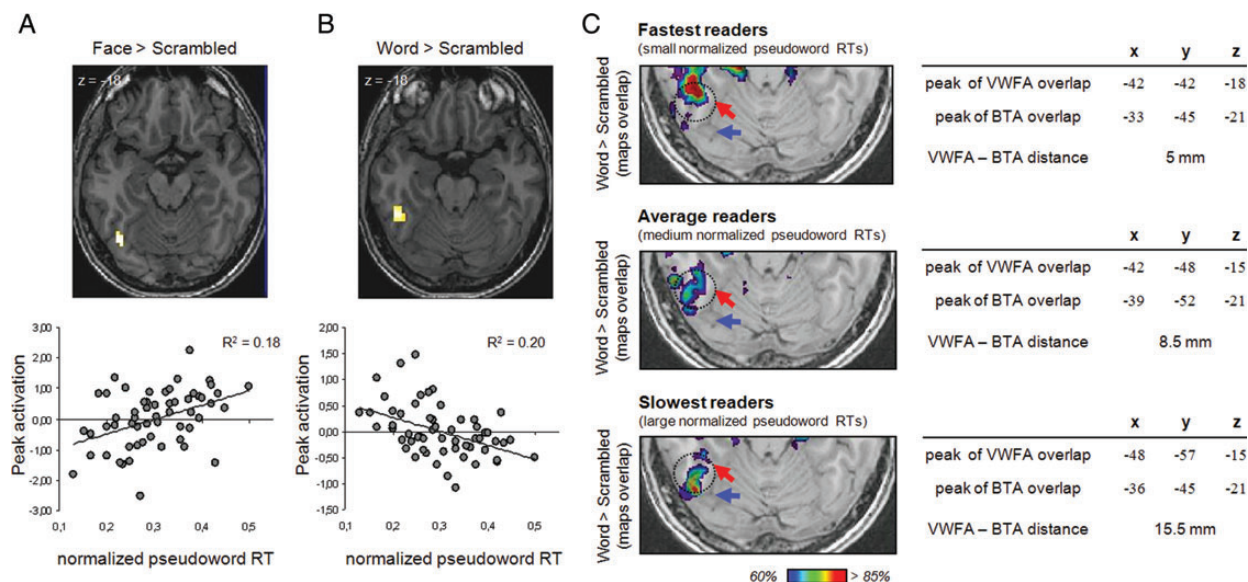 A
Face > Scrambled
z = -18
3,00
2,00
1,00
0,00
-1,00
-2,00
-3,00
Peak activation
R² = 0.18
0,1 0,2 0,3 0,4 0,5
normalized pseudoword RT
B
Word > Scrambled
z = -18
2,00
1,50
1,00
0,50
0,00
-0,50
-1,00
-1,50
Peak activation
R² = 0.20
0,1 0,2 0,3 0,4 0,5
normalized pseudoword RT
C
Fastest readers
(small normalized pseudoword RTs)
Word > Scrambled
(maps overlap)
x y z
peak of VWFA overlap -42 -42 -18
peak of BTA overlap -33 -45 -21
VWFA – BTA distance 5 mm
Average readers
(medium normalized pseudoword RTs)
Word > Scrambled
(maps overlap)
x y z
peak of VWFA overlap -42 -48 -15
peak of BTA overlap -39 -52 -21
VWFA – BTA distance 8.5 mm
Slowest readers
(large normalized pseudoword RTs)
Word > Scrambled
(maps overlap)
x y z
peak of VWFA overlap -48 -57 -15
peak of BTA overlap -36 -45 -21
VWFA – BTA distance 15.5 mm
60% > 85%